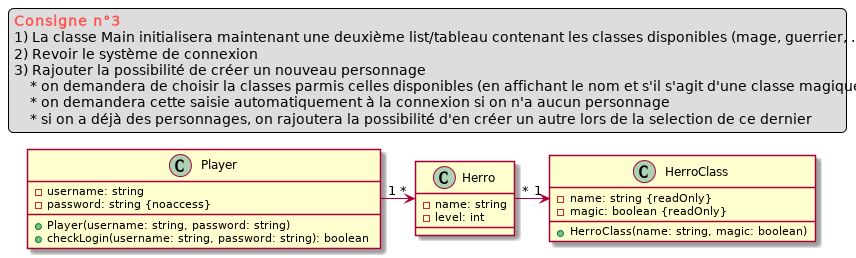 Consigne n°3
1) La classe Main initialisera maintenant une deuxième list/tableau contenant les classes disponibles (mage, guerrier, ..
2) Revoir le système de connexion
3) Rajouter la possibilité de créer un nouveau personnage
* on demandera de choisir la classes parmis celles disponibles (en affichant le nom et s'il s'agit d'une classe magique
* on demandera cette saisie automatiquement à la connexion si on n'a aucun personnage
* si on a déjà des personnages, on rajoutera la possibilité d'en créer un autre lors de la selection de ce dernier
C Player
username: string
password: string {noaccess}
Player(username: string, password: string)
checkLogin(username: string, password: string): boolean
1 *
C Herro
name: string
level: int
* 1
C HerroClass
name: string {readOnly}
magic: boolean {readOnly}
HerroClass(name: string, magic: boolean)